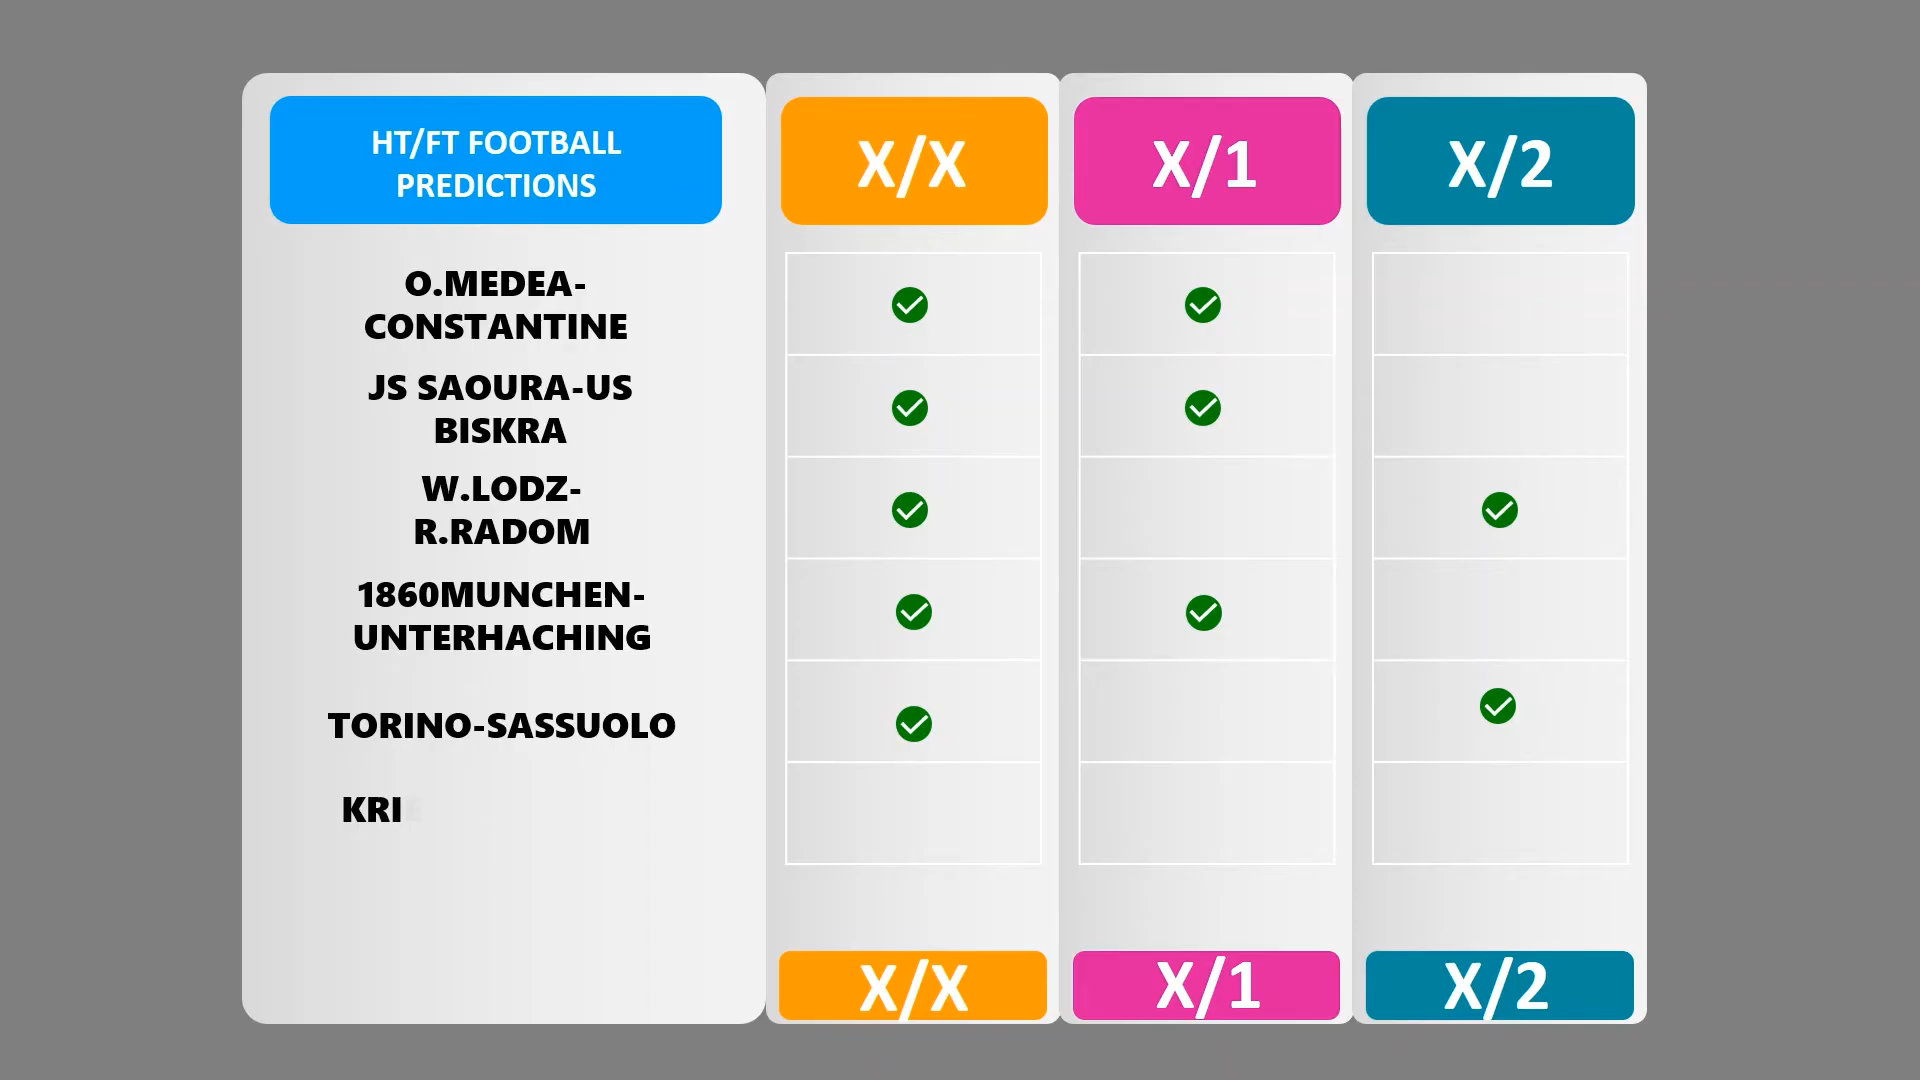 HT/FT FOOTBALL
PREDICTIONS
X/X
X/1
X/2
O.MEDEA-
CONSTANTINE
JS SAOURA-US
BISKRA
W.LODZ-
R.RADOM
1860MUNCHEN-
UNTERHACHING
TORINO-SASSUOLO
KRI
X/X
X/1
X/2